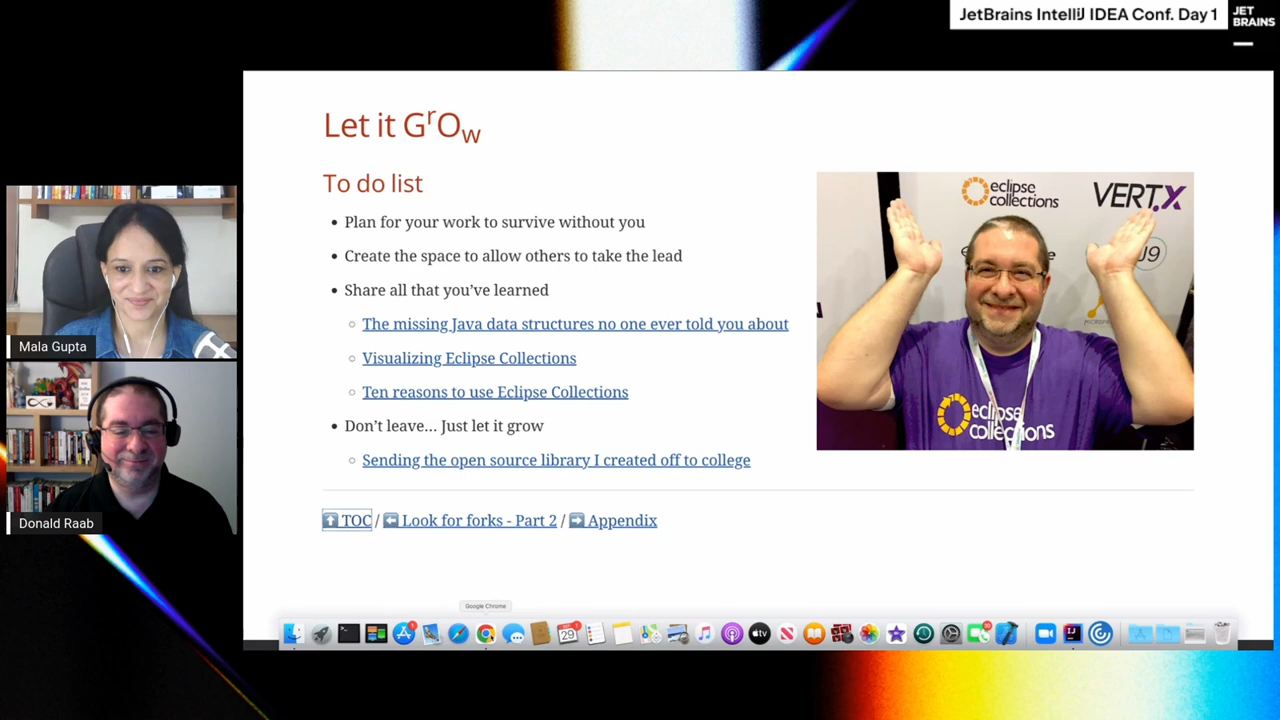 JetBrains IntelliJ IDEA Conf. Day 1
JET
BRAINS
Let it GrOw
To do list
• Plan for your work to survive without you
• Create the space to allow others to take the lead
• Share all that you’ve learned
The missing Java data structures no one ever told you about
Visualizing Eclipse Collections
Ten reasons to use Eclipse Collections
• Don’t leave... Just let it grow
Sending the open source library I created off to college
TOC / Look for forks - Part 2 / Appendix
eclipse
collections
VERT.X
J9
eclipse
collections
Mala Gupta
Donald Raab
Google Chrome
29
tv